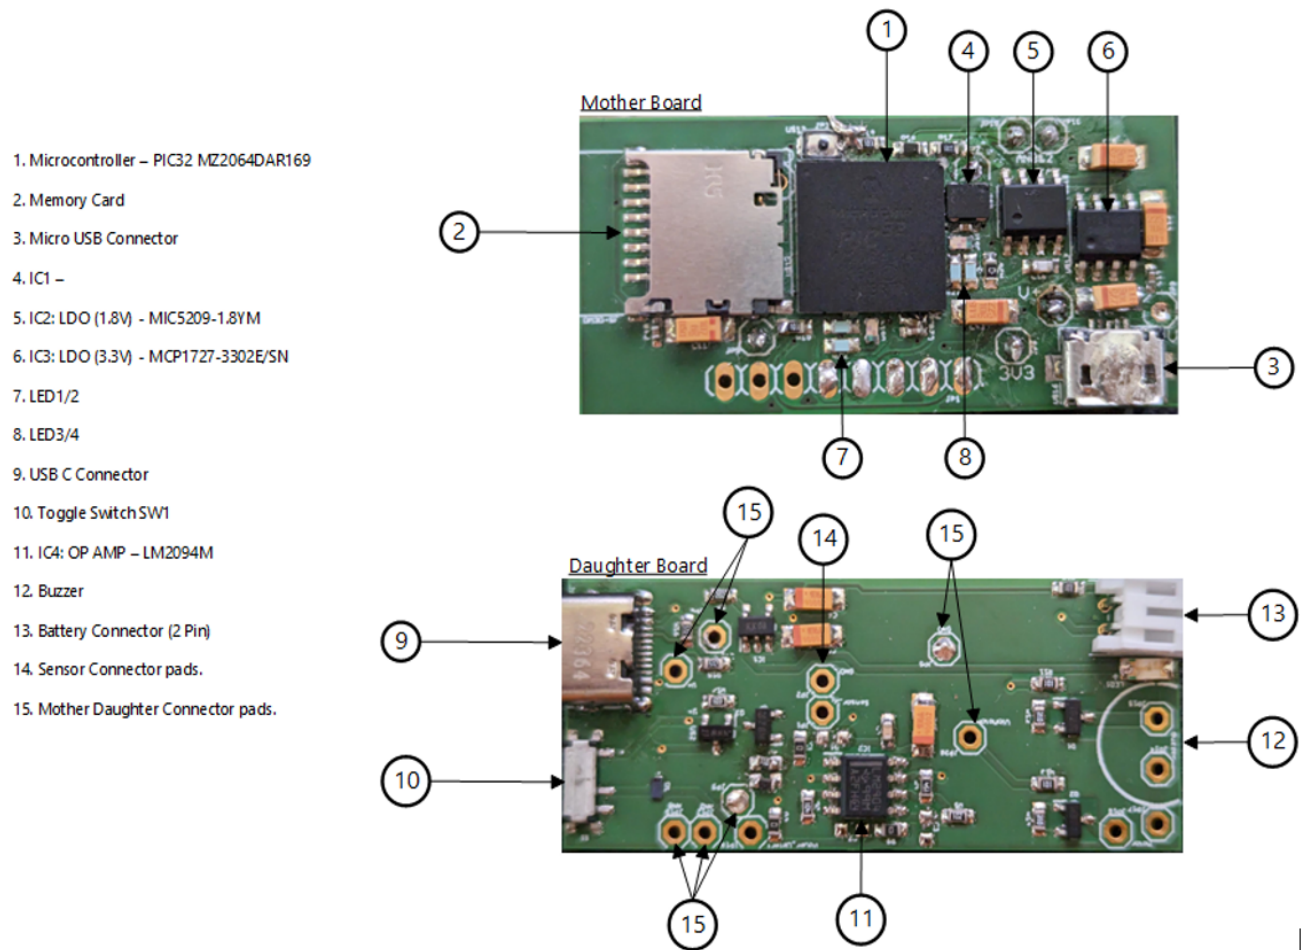 1
4
5
6
Mother Board
1. Microcontroller – PIC32 MZ2064DAR169
2. Memory Card
3. Micro USB Connector
4. IC1 –
5. IC2: LDO (1.8V) - MIC5209-1.8YM
6. IC3: LDO (3.3V) - MCP1727-3302E/SN
7. LED1/2
8. LED3/4
9. USB C Connector
10. Toggle Switch SW1
11. IC4: OP AMP – LM2094M
12. Buzzer
13. Battery Connector (2 Pin)
14. Sensor Connector pads.
15. Mother Daughter Connector pads.
2
3V3
3
7
8
15
14
15
Daughter Board
9
13
10
12
15
11